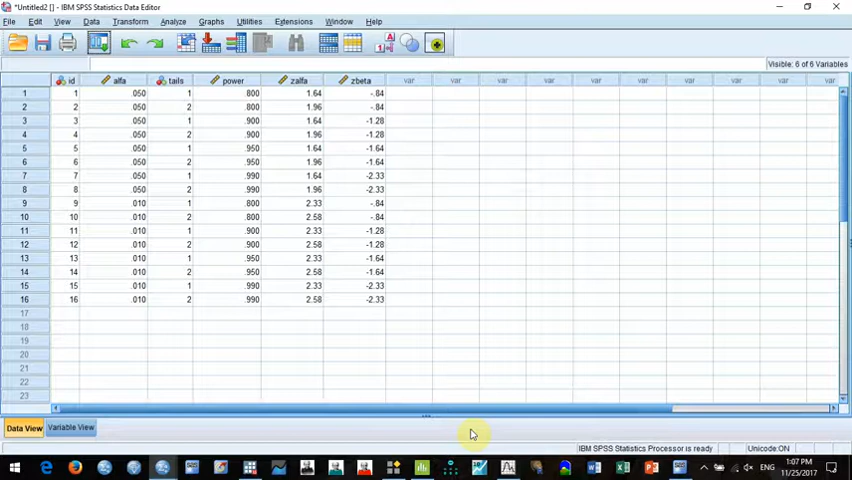 *Untitled2 [] - IBM SPSS Statistics Data Editor
File Edit View Data Transform Analyze Graphs Utilities Extensions Window Help
Visible: 6 of 6 Variables
id alfa tails power zalfa zbeta var var var var var var var var var var
1 1 .050 1 .800 1.64 -.84
2 2 .050 2 .800 1.96 -.84
3 3 .050 1 .900 1.64 -1.28
4 4 .050 2 .900 1.96 -1.28
5 5 .050 1 .950 1.64 -1.64
6 6 .050 2 .950 1.96 -1.64
7 7 .050 1 .990 1.64 -2.33
8 8 .050 2 .990 1.96 -2.33
9 9 .010 1 .800 2.33 -.84
10 10 .010 2 .800 2.58 -.84
11 11 .010 1 .900 2.33 -1.28
12 12 .010 2 .900 2.58 -1.28
13 13 .010 1 .950 2.33 -1.64
14 14 .010 2 .950 2.58 -1.64
15 15 .010 1 .990 2.33 -2.33
16 16 .010 2 .990 2.58 -2.33
17
18
19
20
21
22
23
Data View Variable View
IBM SPSS Statistics Processor is ready Unicode:ON
ENG 1:07 PM
11/25/2017